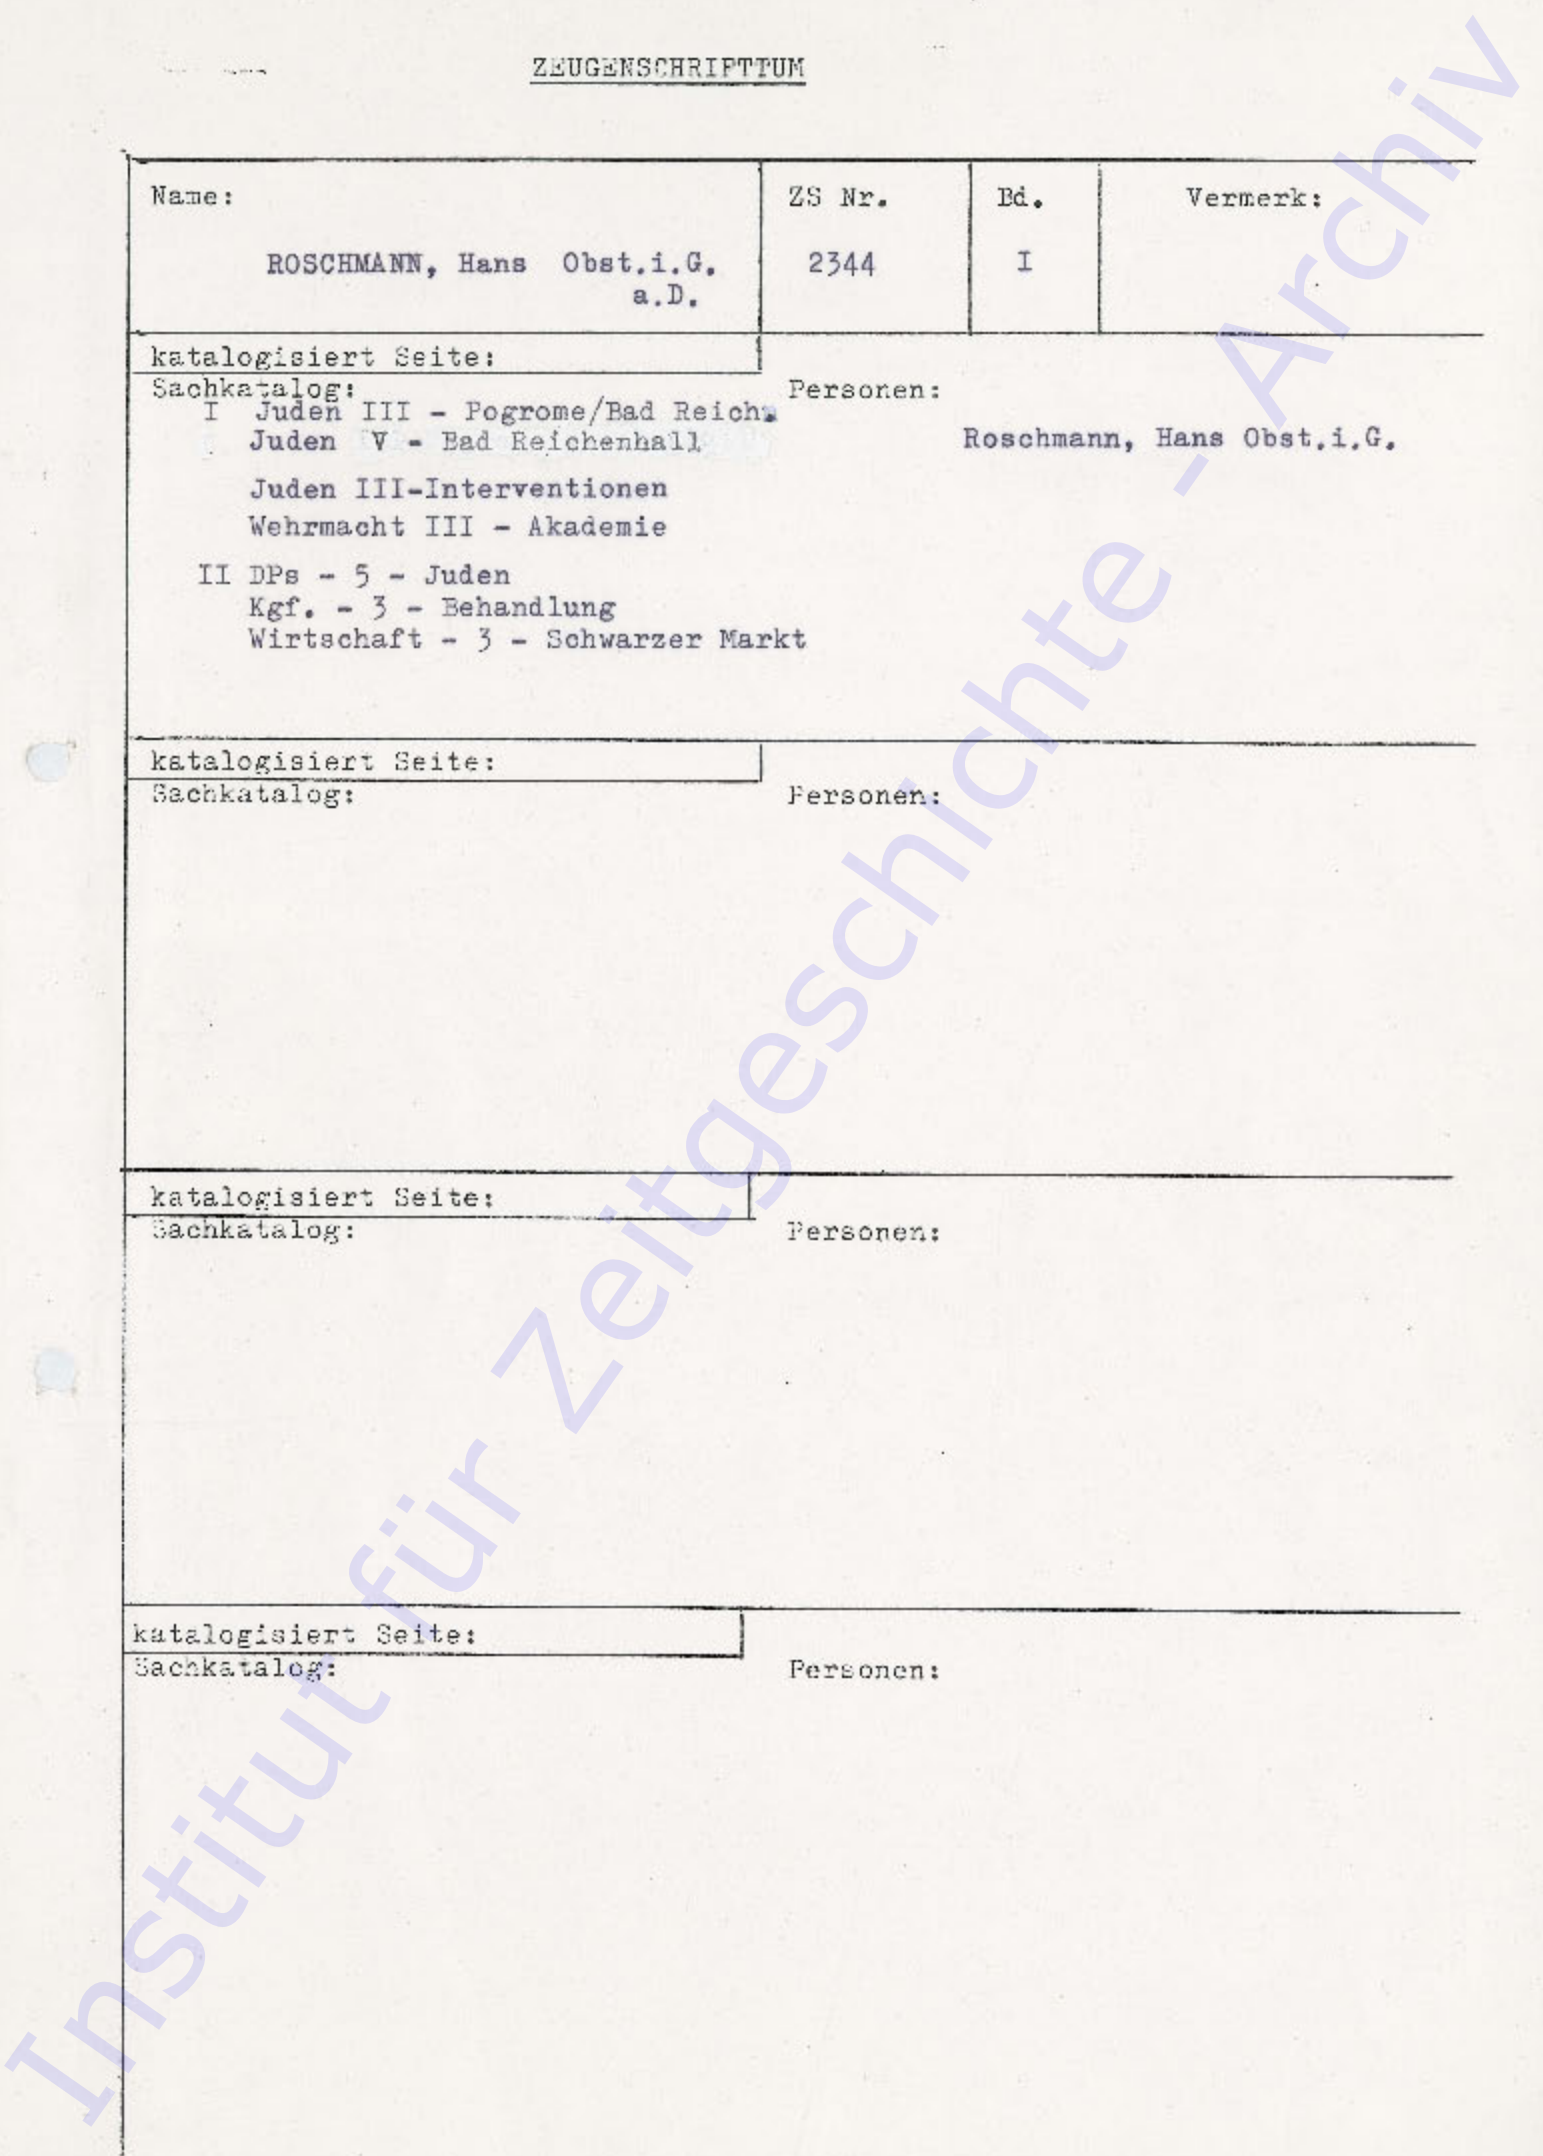 ZEUGENSCHRIFTTUM
Name: ZS Nr. Bd. Vermerk:
ROSCHMANN, Hans Obst.i.G. 2344 I
a.D.
katalogisiert Seite:
Sachkatalog: Personen:
I Juden III - Pogrome/Bad Reich.
Juden V - Bad Reichenhall Roschmann, Hans Obst.i.G.
Juden III-Interventionen
Wehrmacht III - Akademie
II DPs - 5 - Juden
Kgf. - 3 - Behandlung
Wirtschaft - 3 - Schwarzer Markt
katalogisiert Seite:
Sachkatalog: Personen:
katalogisiert Seite:
Sachkatalog: Personen:
katalogisiert Seite:
Sachkatalog: Personen:
Institut für Zeitgeschichte - Archiv